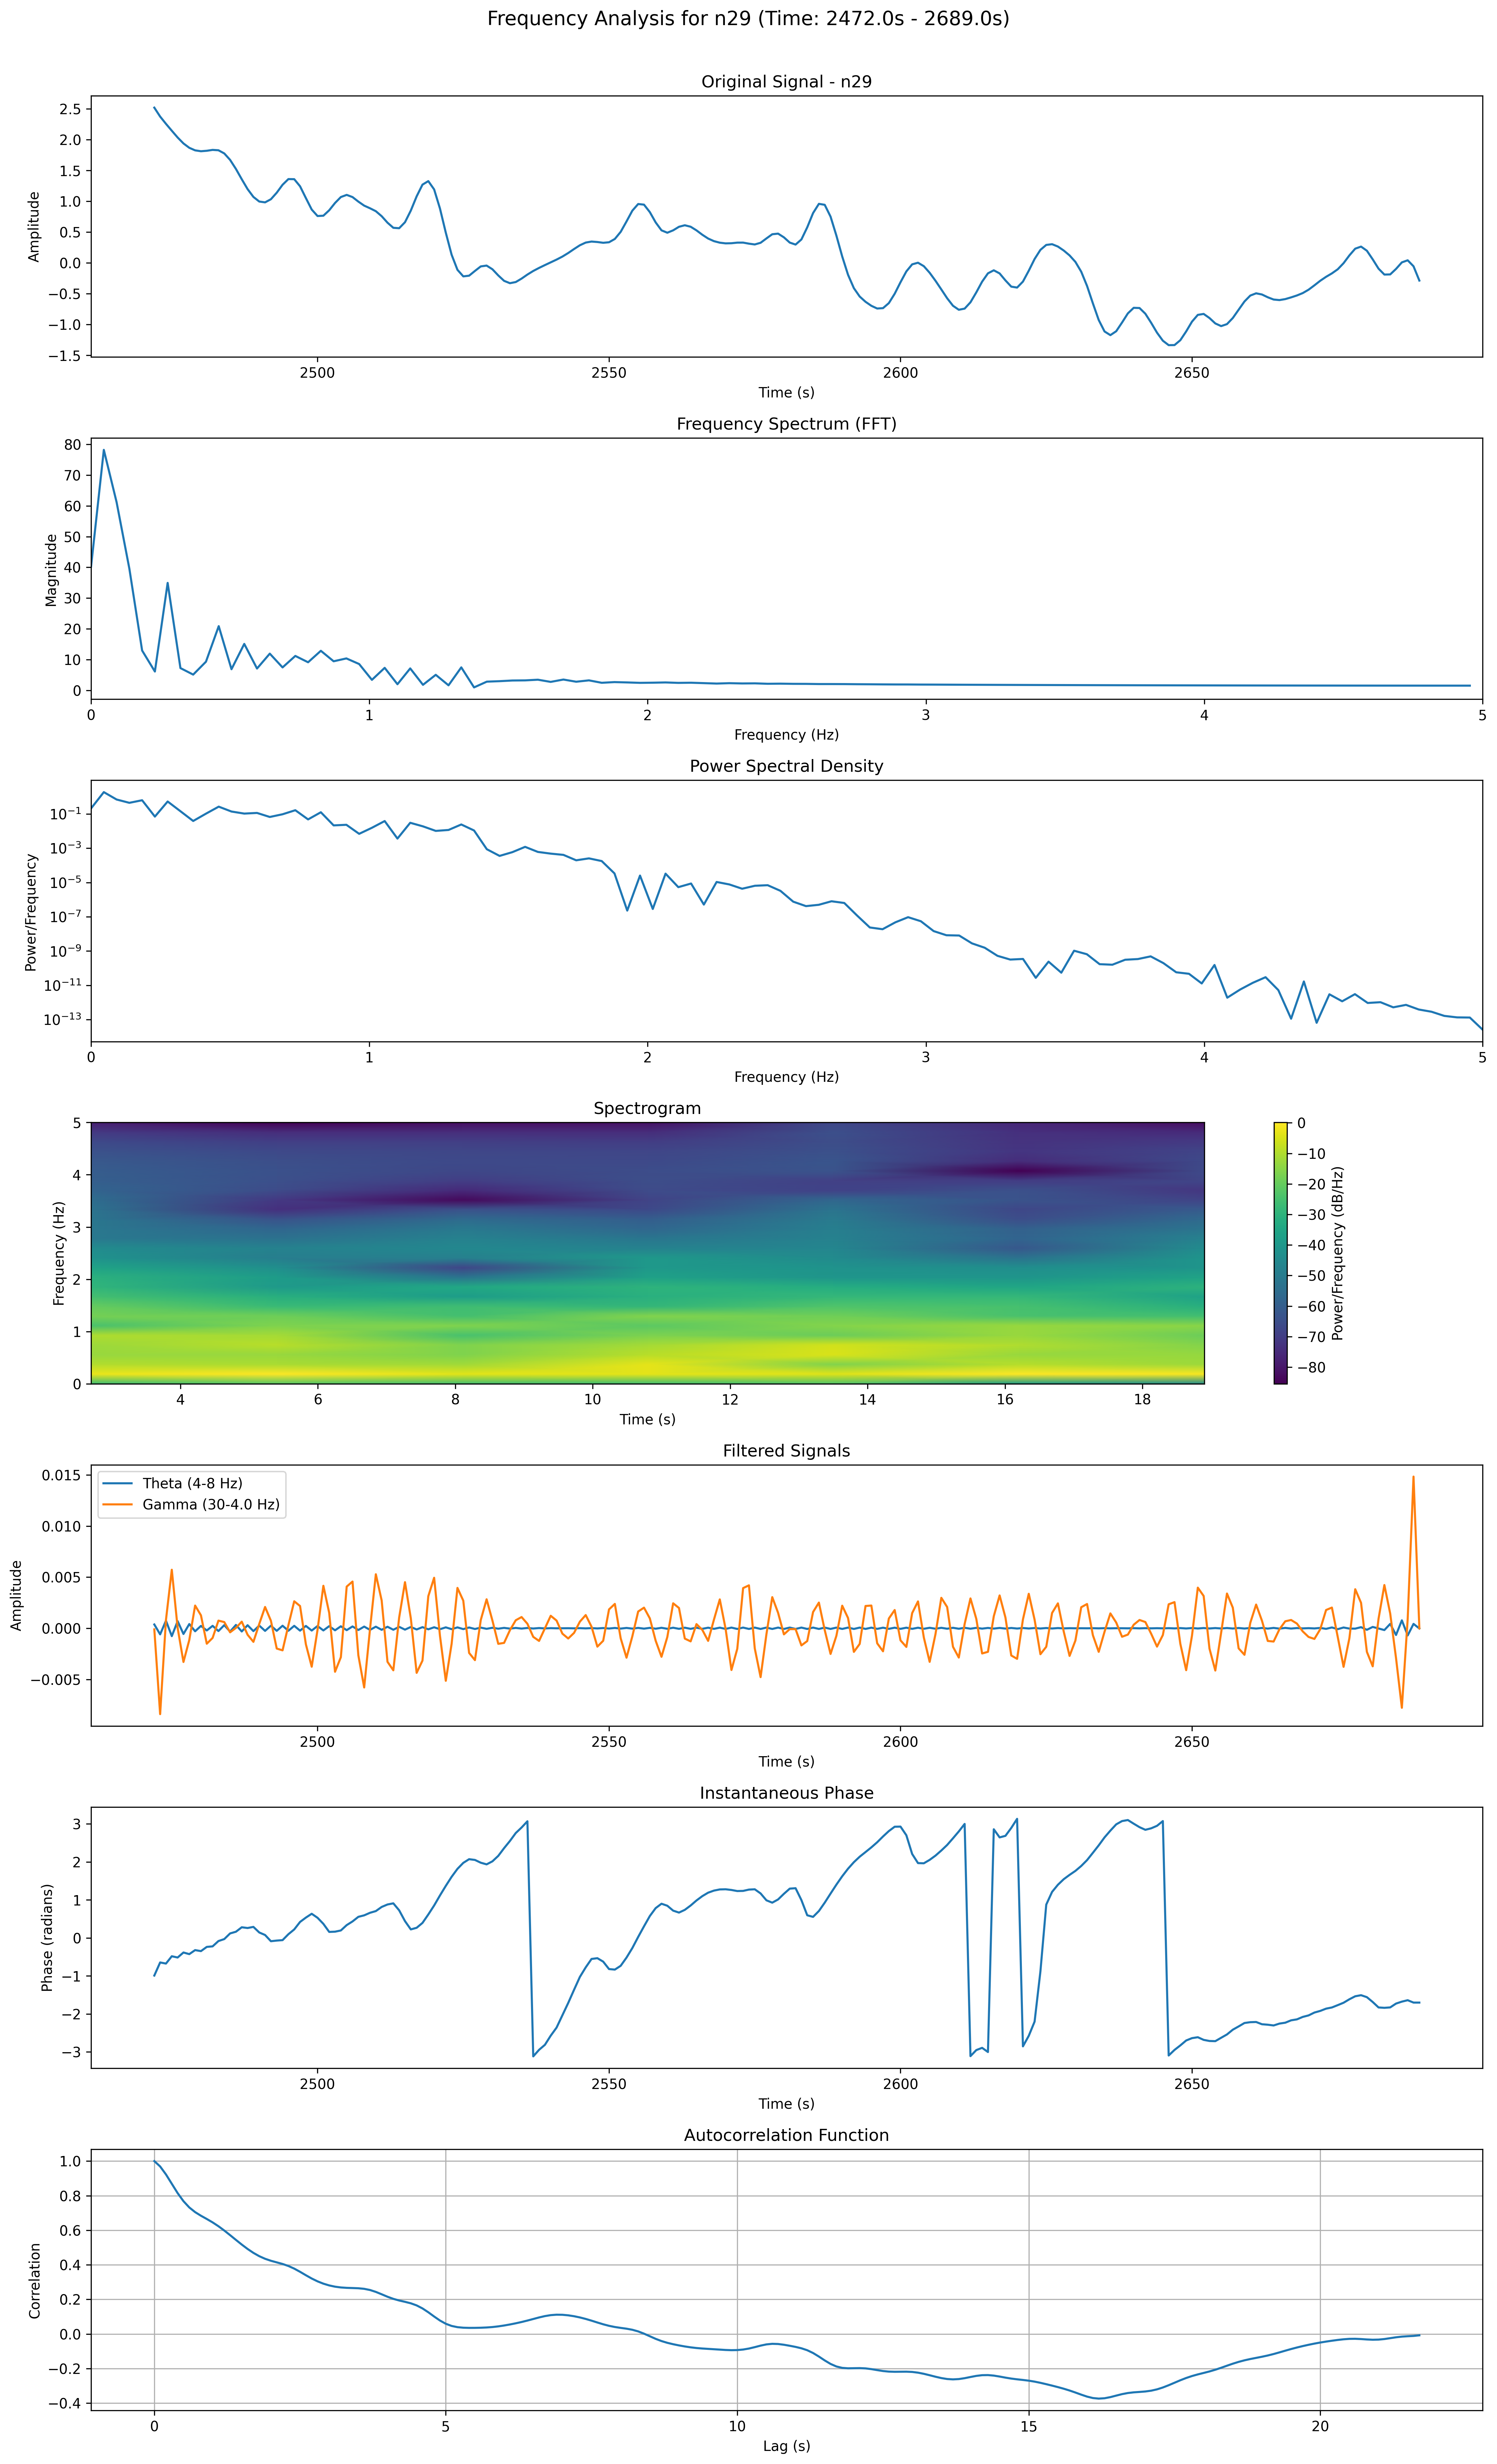 Frequency Analysis for n29 (Time: 2472.0s - 2689.0s)
Original Signal - n29
2.5
2.0
1.5
1.0
0.5
0.0
−0.5
−1.0
−1.5
Amplitude
2500 2550 2600 2650
Time (s)
Frequency Spectrum (FFT)
80
70
60
50
40
30
20
10
0
Magnitude
0 1 2 3 4 5
Frequency (Hz)
Power Spectral Density
10−1
10−3
10−5
10−7
10−9
10−11
10−13
Power/Frequency
0 1 2 3 4 5
Frequency (Hz)
Spectrogram
5
4
3
2
1
0
Frequency (Hz)
4 6 8 10 12 14 16 18
Time (s)
0
−10
−20
−30
−40
−50
−60
−70
−80
Power/Frequency (dB/Hz)
Filtered Signals
Theta (4-8 Hz)
Gamma (30-4.0 Hz)
0.015
0.010
0.005
0.000
−0.005
Amplitude
2500 2550 2600 2650
Time (s)
Instantaneous Phase
3
2
1
0
−1
−2
−3
Phase (radians)
2500 2550 2600 2650
Time (s)
Autocorrelation Function
1.0
0.8
0.6
0.4
0.2
0.0
−0.2
−0.4
Correlation
0 5 10 15 20
Lag (s)